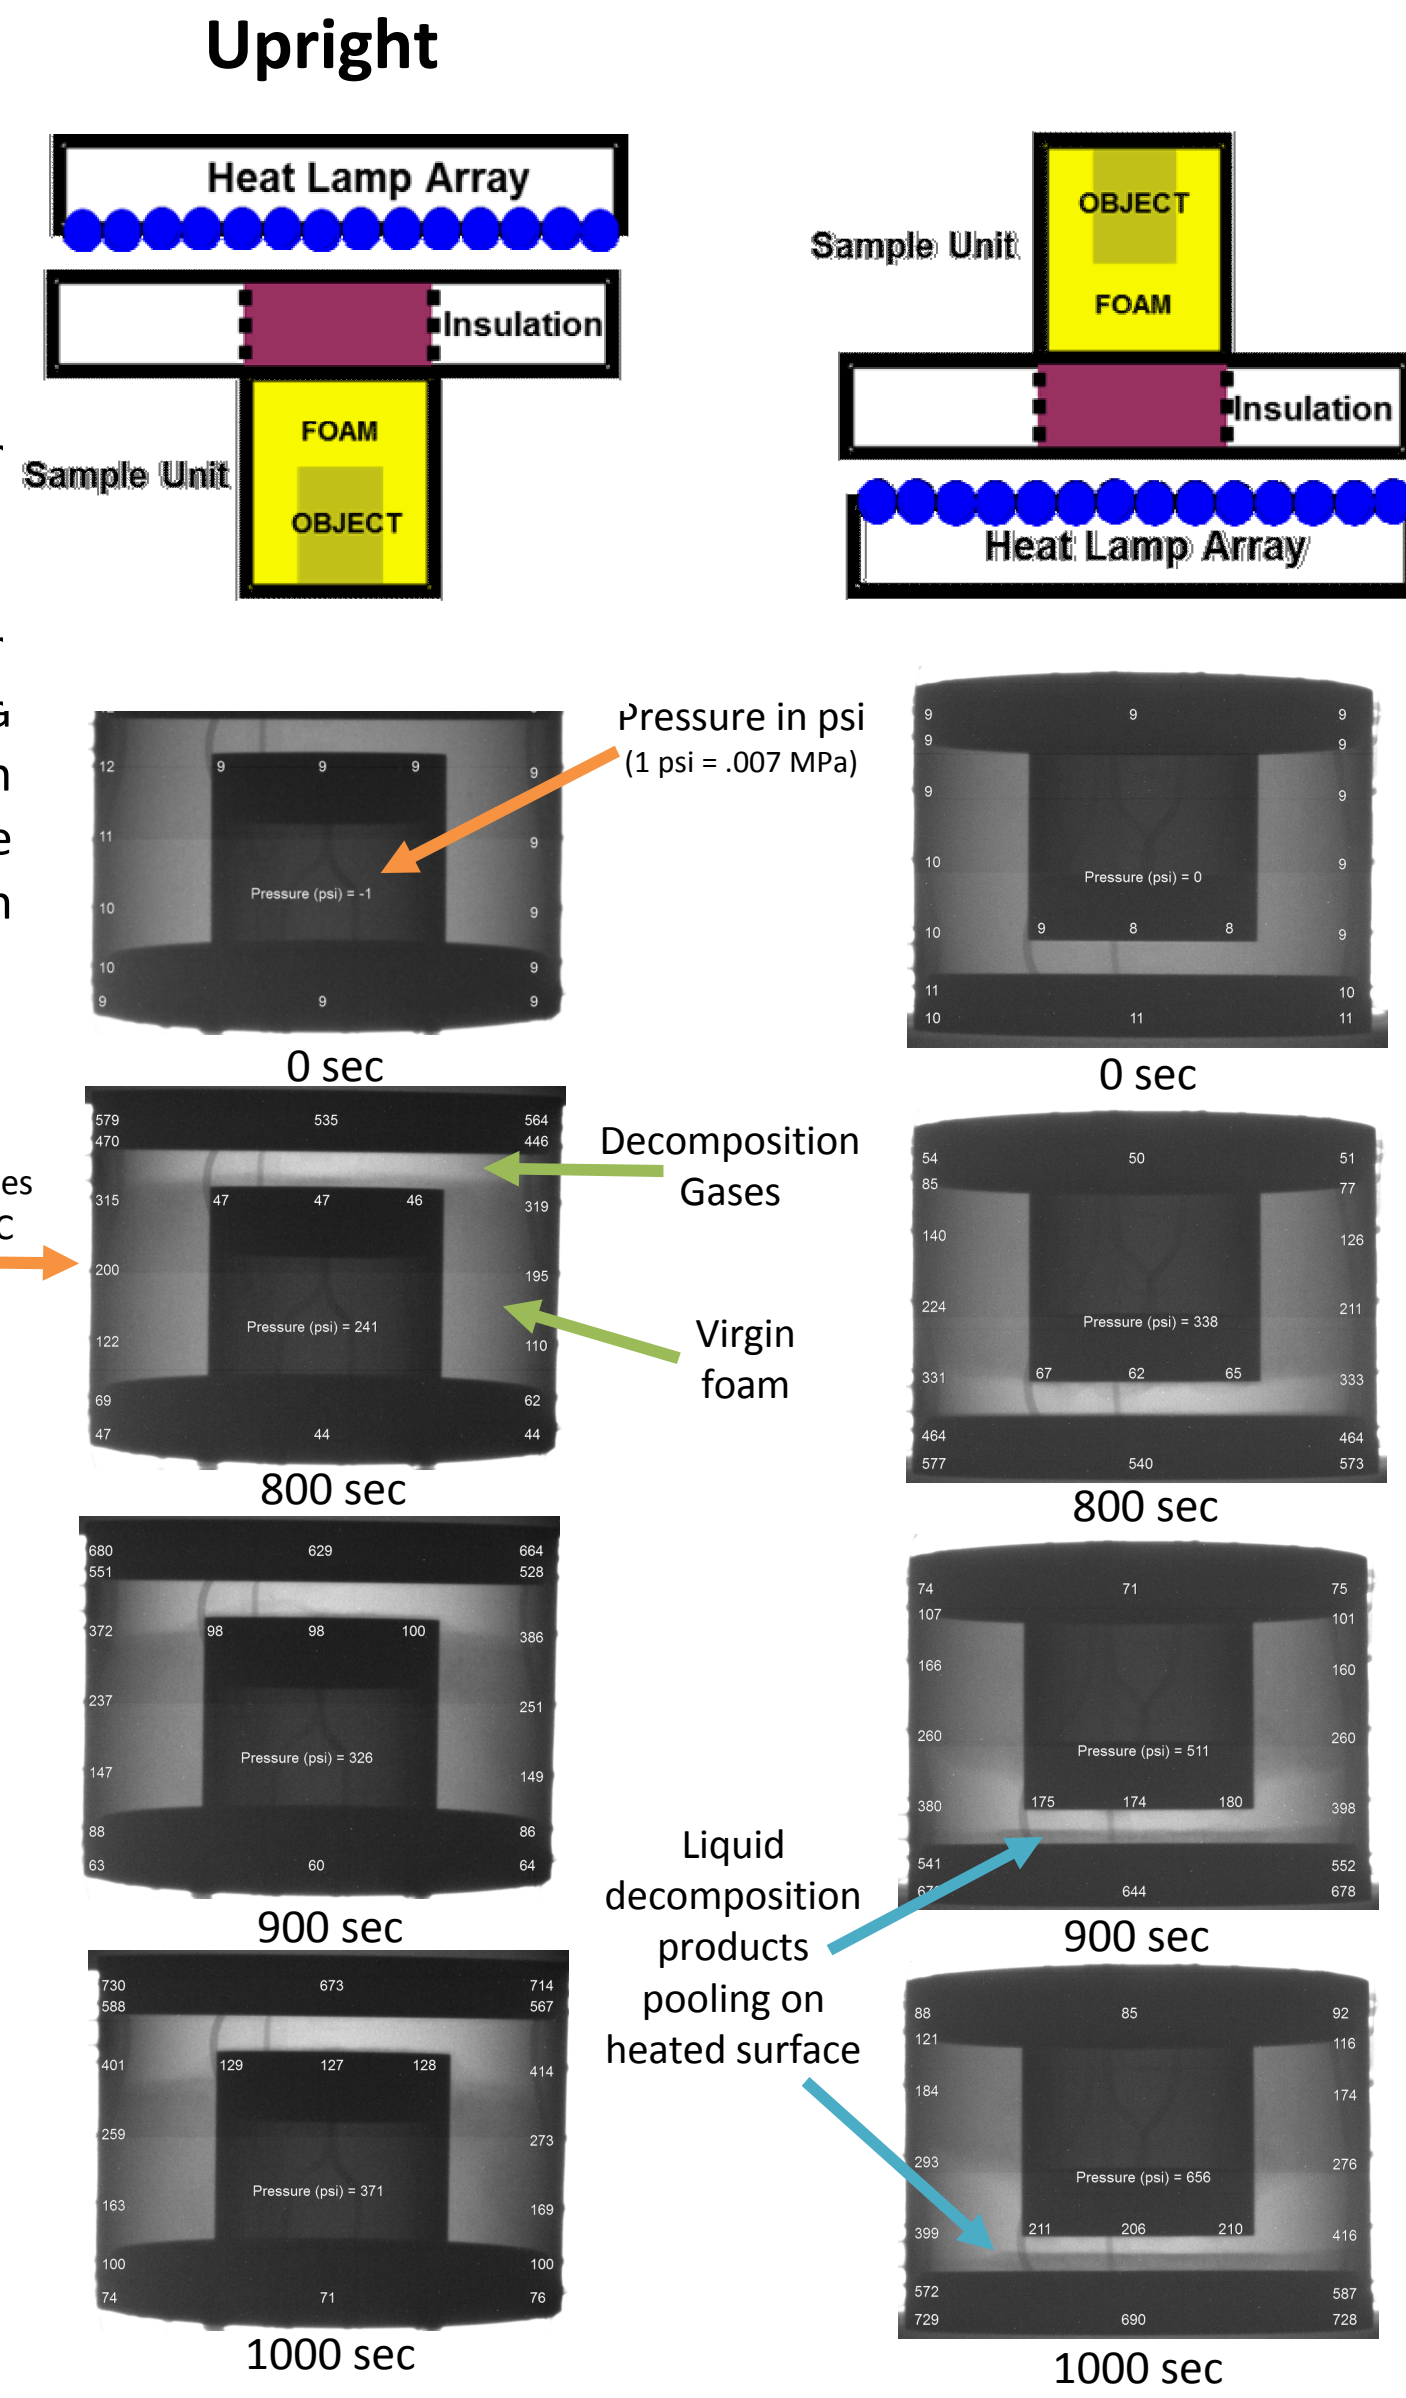 Upright
Heat Lamp Array
Insulation
FOAM
Sample Unit
OBJECT
OBJECT
Sample Unit
FOAM
Insulation
Heat Lamp Array
Pressure in psi
(1 psi = .007 MPa)
12 9 9 9 9
11 9
Pressure (psi) = -1
10 9
10 9
9 9 9
0 sec
9 9 9
9 9
9 9
10 9
Pressure (psi) = 0
10 9 8 8 9
11 10
10 11 11
0 sec
579 535 564
470 446
315 47 47 46 319
200 195
Pressure (psi) = 241
122 110
69 62
47 44 44
800 sec
Decomposition
Gases
Virgin
foam
es
C
54 50 51
85 77
140 126
224 211
Pressure (psi) = 338
331 67 62 65 333
464 464
577 540 573
800 sec
680 629 664
551 528
372 98 98 100 386
237 251
Pressure (psi) = 326
147 149
88 86
63 60 64
900 sec
74 71 75
107 101
166 160
260 260
Pressure (psi) = 511
380 175 174 180 398
541 552
644 678
900 sec
Liquid
decomposition
products
pooling on
heated surface
730 673 714
588 567
401 129 127 128 414
259 273
Pressure (psi) = 371
163 169
100 100
74 71 76
1000 sec
88 85 92
121 116
184 174
293 276
Pressure (psi) = 656
399 211 206 210 416
572 587
729 690 728
1000 sec